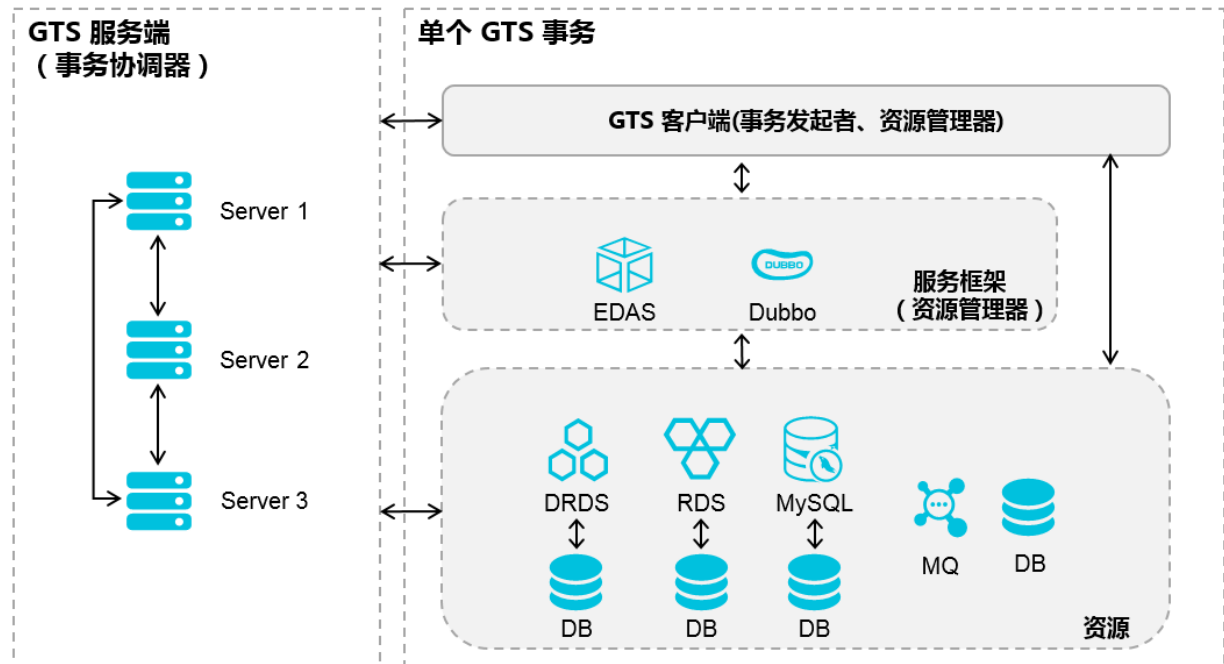 GTS 服务端
（事务协调器）
Server 1
Server 2
Server 3
单个 GTS 事务
GTS 客户端(事务发起者、资源管理器)
EDAS
DUBBO
Dubbo
服务框架
（资源管理器）
DRDS
RDS
MySQL
MQ
DB
DB
DB
DB
资源